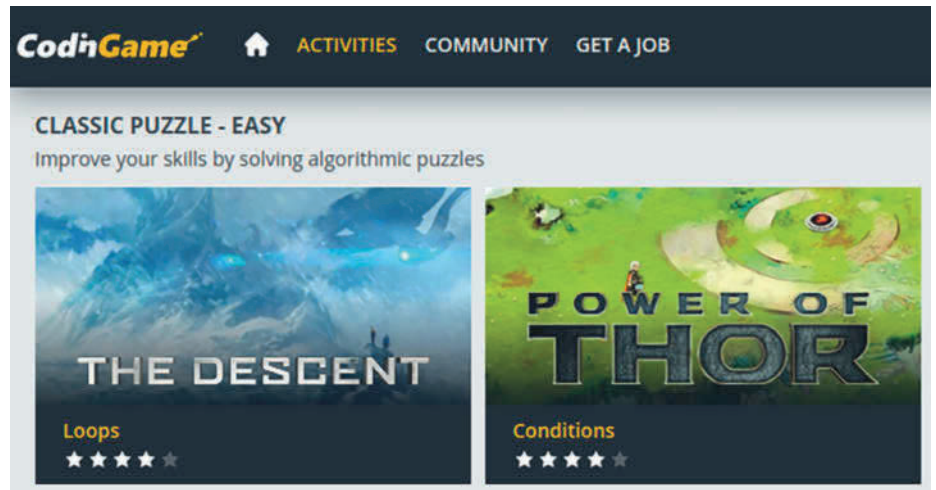 CodinGame ACTIVITIES COMMUNITY GET A JOB
CLASSIC PUZZLE - EASY
Improve your skills by solving algorithmic puzzles
THE DESCENT
Loops
POWER OF
THOR
Conditions